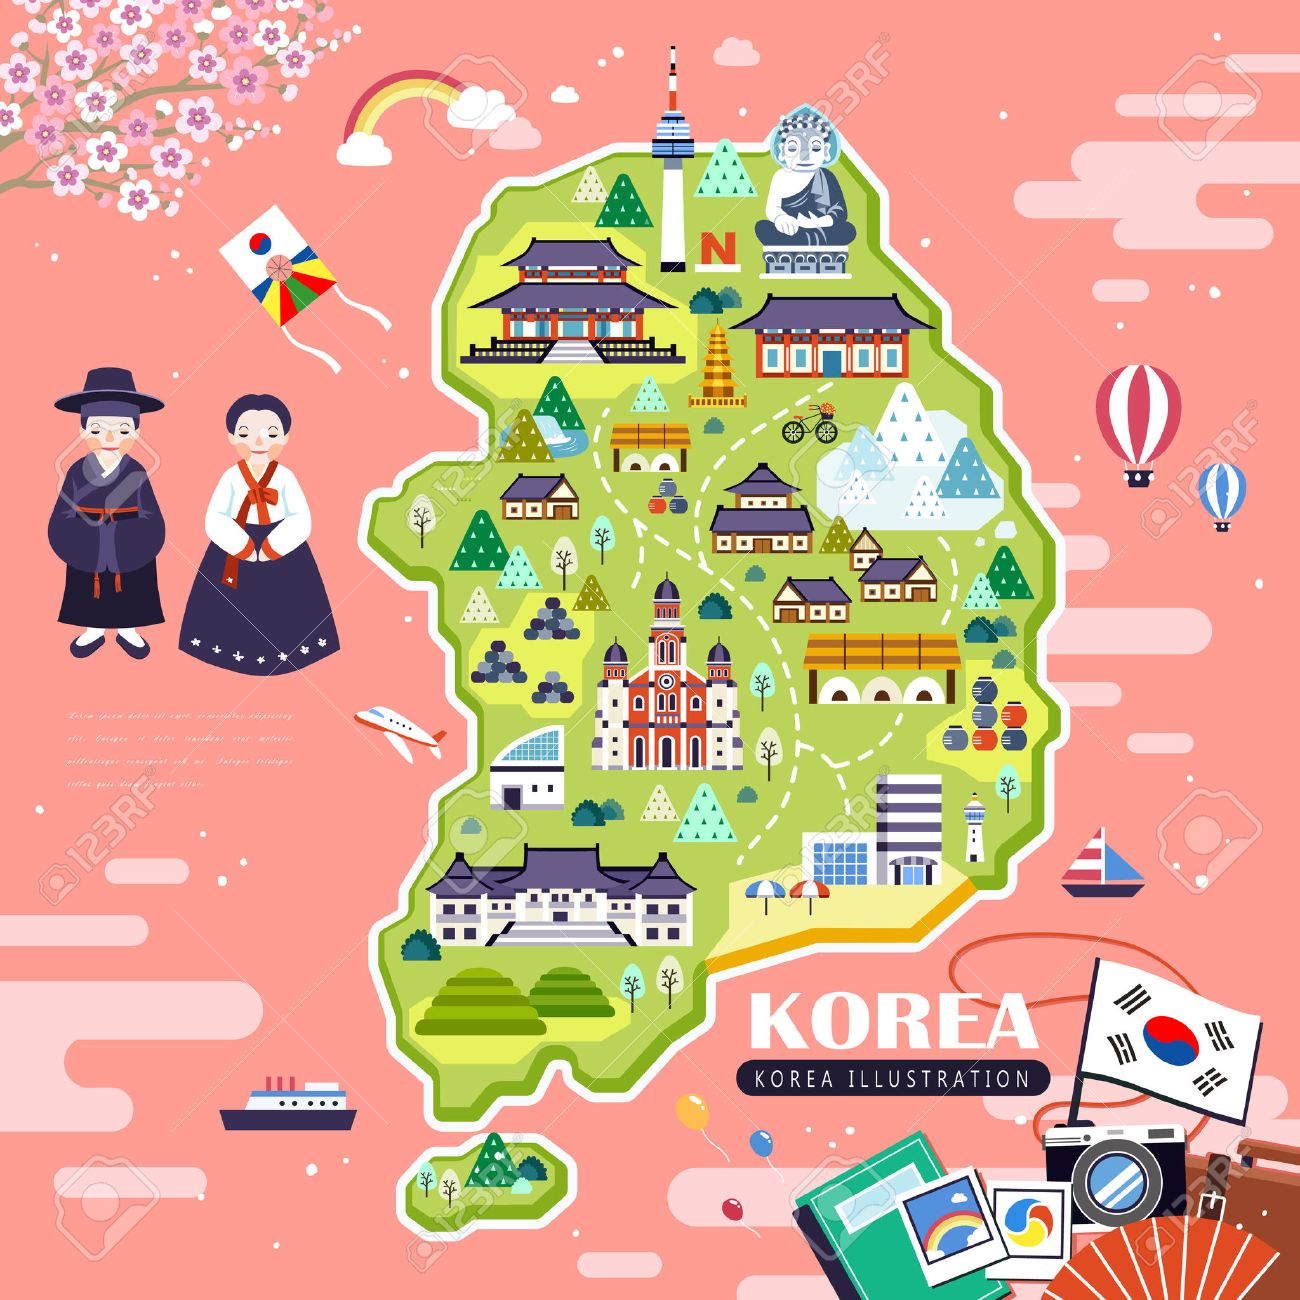 N
Lorem ipsum dolor sit amet, consectetur adipiscing
elit. Quisque et dolor tincidunt erat molestie
pellentesque consequat sed mi. Integer tristique
tellus quis diam feugiat vitae.
KOREA
KOREA ILLUSTRATION
123RF